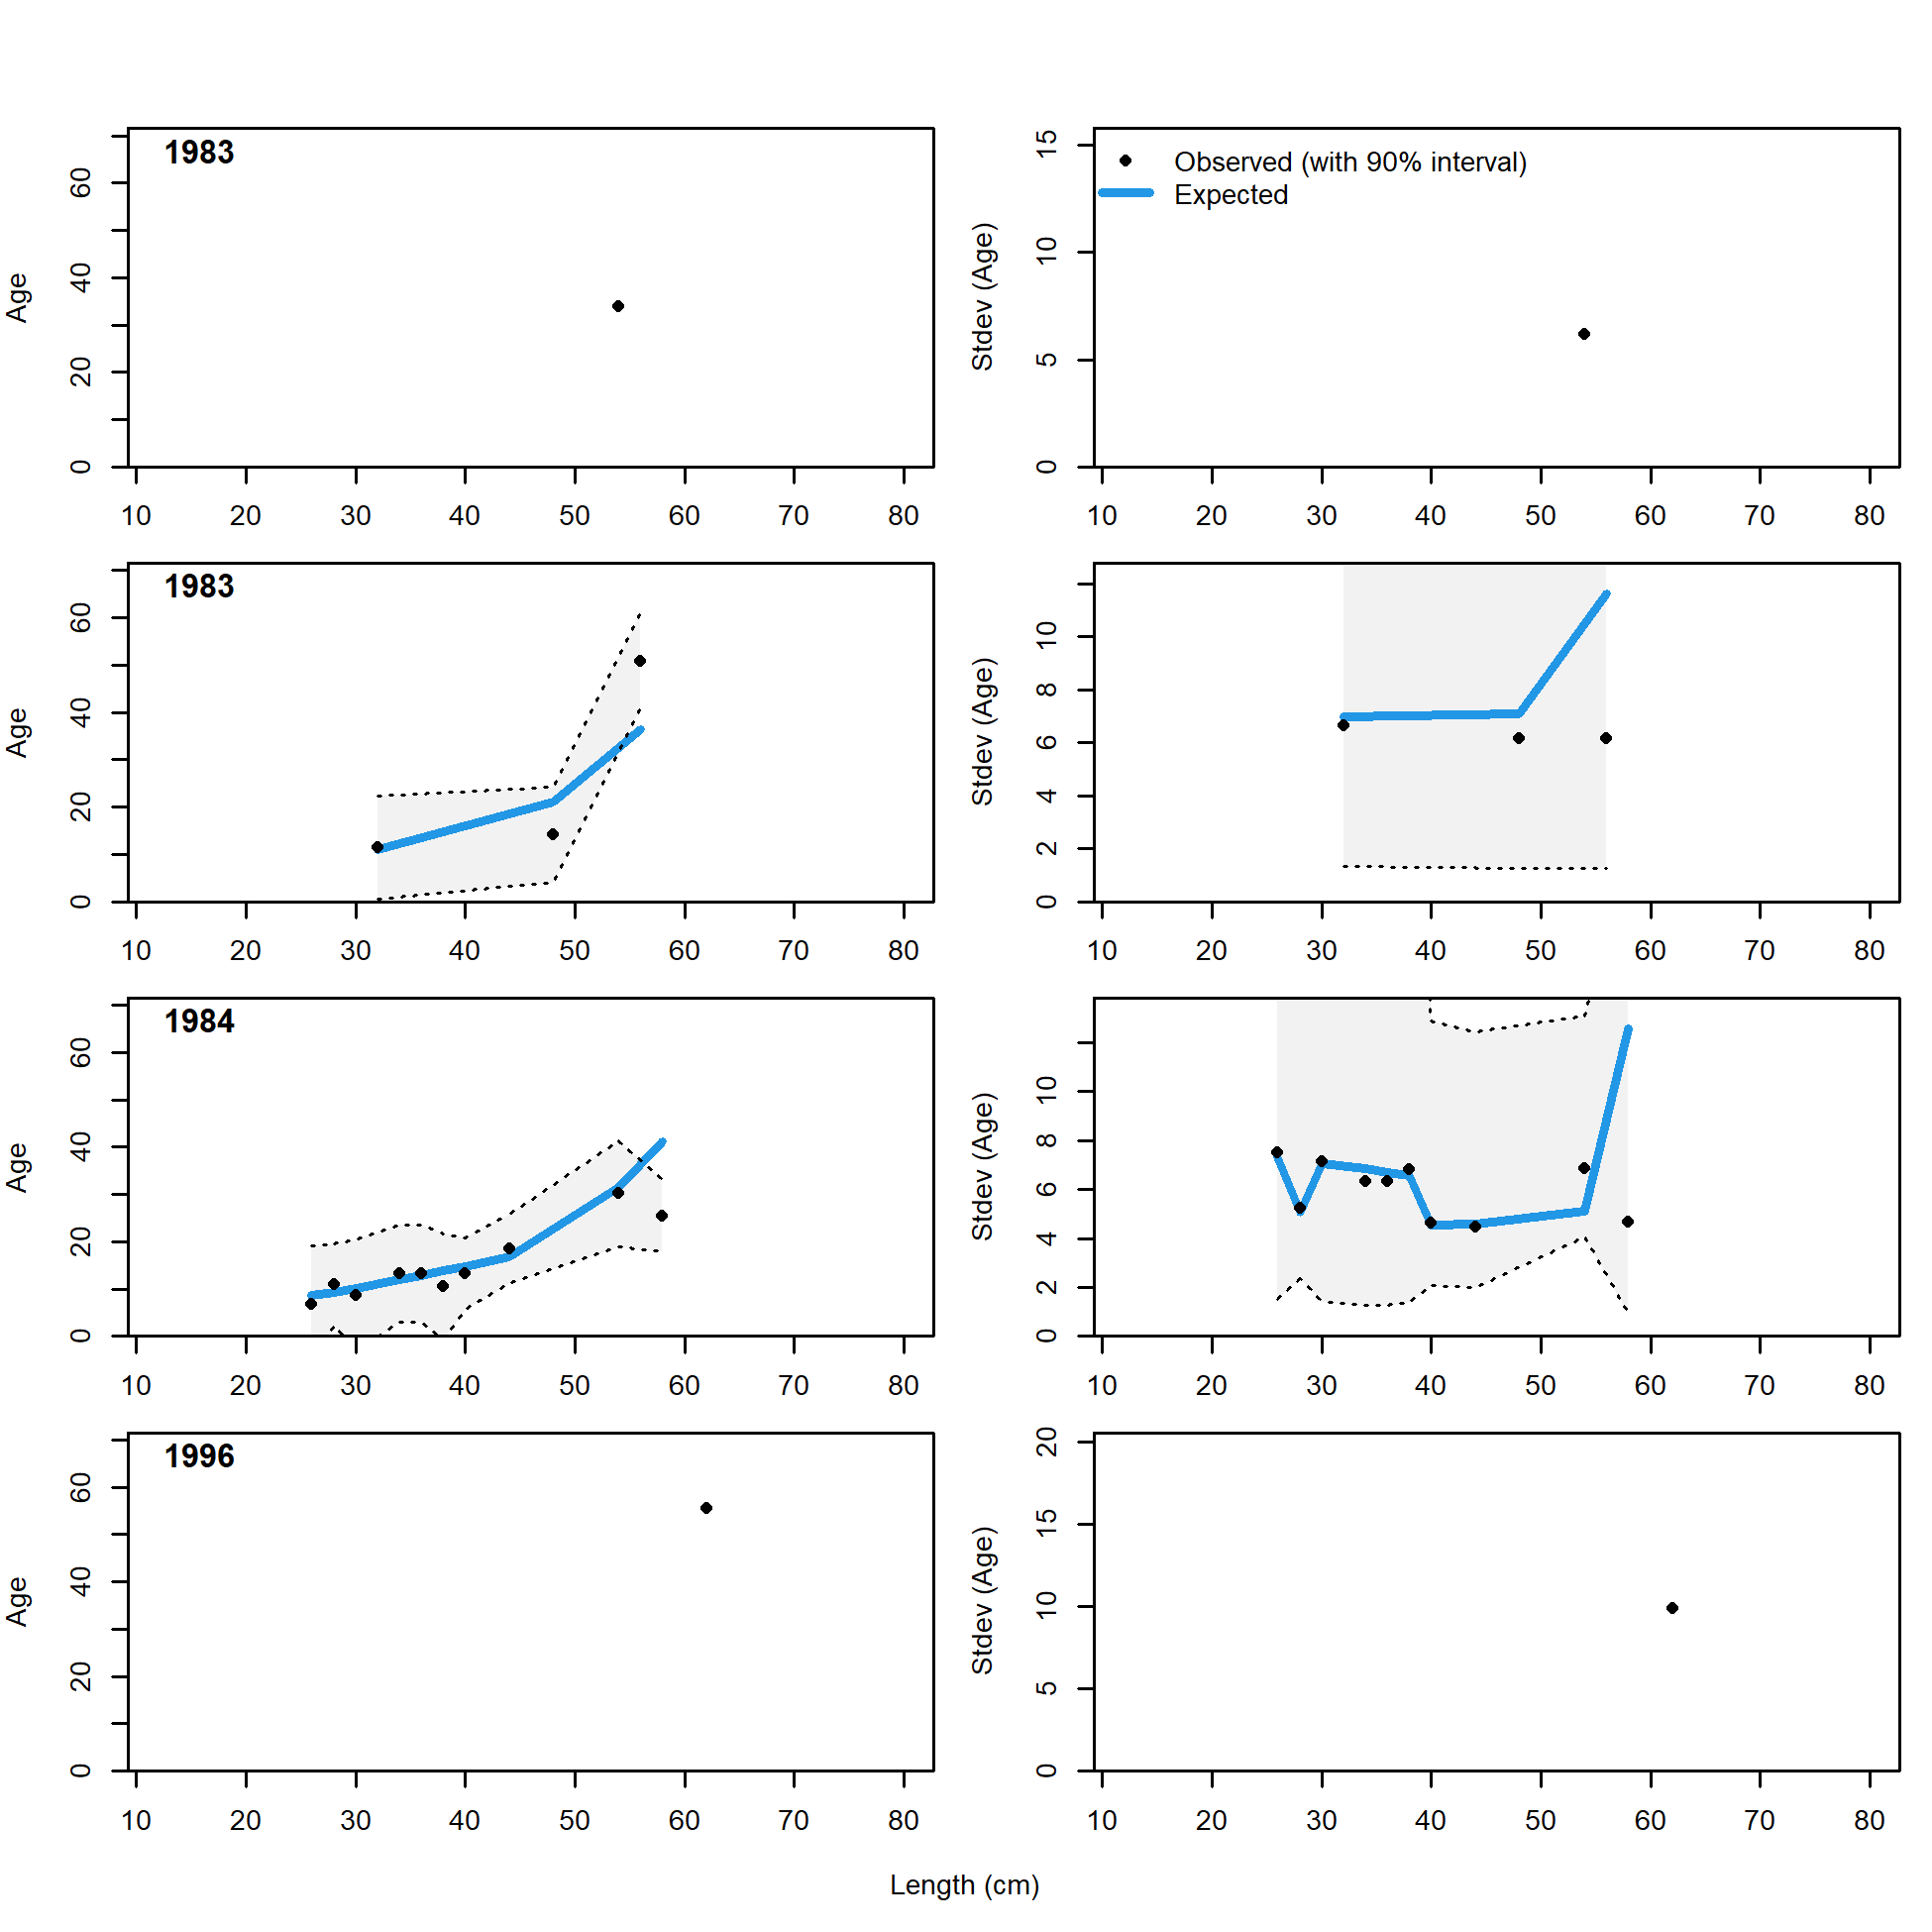 1983
Age
0 20 40 60
10 20 30 40 50 60 70 80
Observed (with 90% interval)
Expected
Stdev (Age)
0 5 10 15
10 20 30 40 50 60 70 80
1983
Age
0 20 40 60
10 20 30 40 50 60 70 80
Stdev (Age)
0 2 4 6 8 10
10 20 30 40 50 60 70 80
1984
Age
0 20 40 60
10 20 30 40 50 60 70 80
Stdev (Age)
0 2 4 6 8 10
10 20 30 40 50 60 70 80
1996
Age
0 20 40 60
10 20 30 40 50 60 70 80
Stdev (Age)
0 5 10 15 20
10 20 30 40 50 60 70 80
Length (cm)